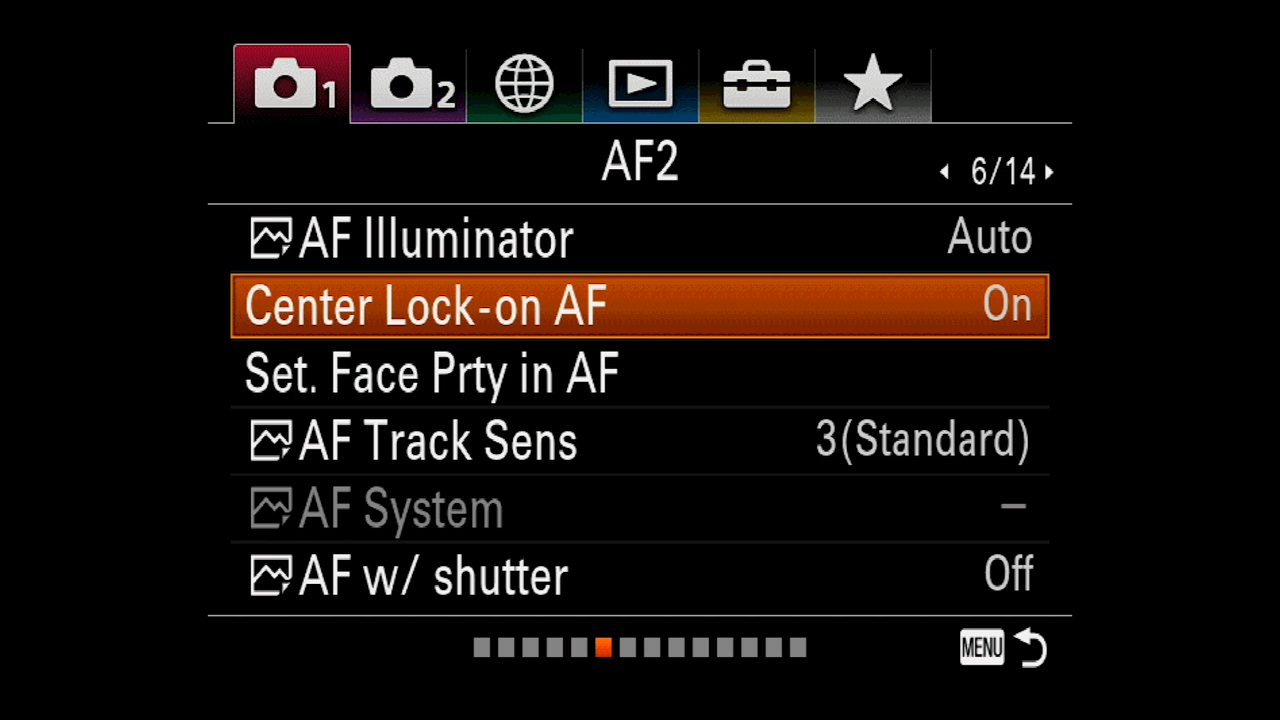 1 2
AF2 6/14
AF Illuminator Auto
Center Lock-on AF On
Set. Face Prty in AF
AF Track Sens 3(Standard)
AF System –
AF w/ shutter Off
MENU